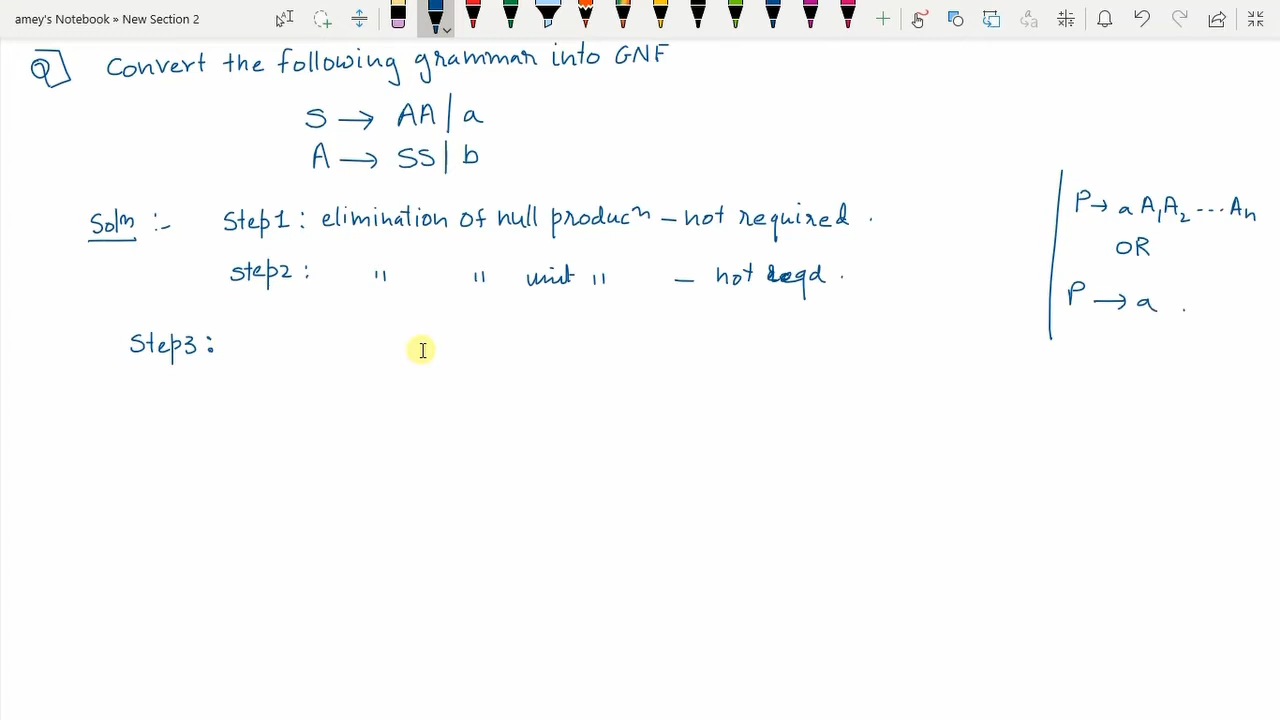 amey's Notebook » New Section 2
Q] Convert the following grammar into GNF
S → AA | a
A → SS | b
Solⁿ :- Step1 : elimination of null producⁿ – not required .
Step2 : " " unit " – not reqd .
P → a A₁A₂ ... Aₙ
OR
P → a .
Step3 :